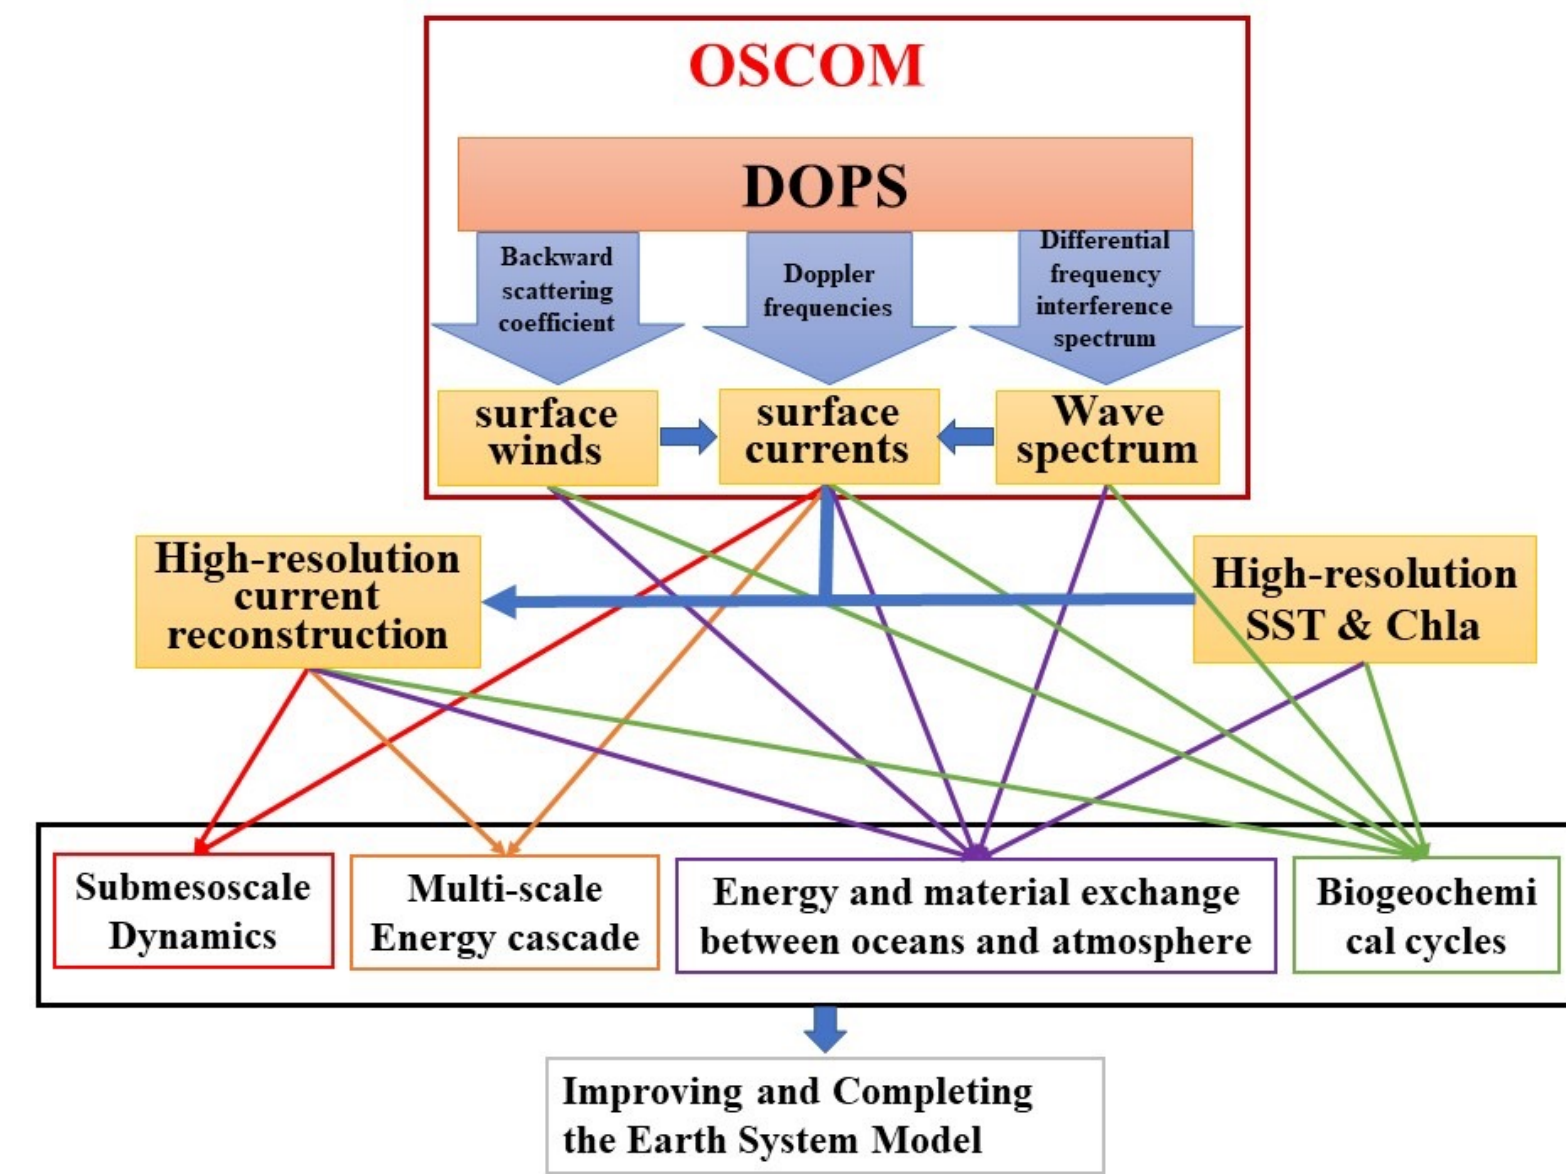 OSCOM
DOPS
Backward
scattering
coefficient
Doppler
frequencies
Differential
frequency
interference
spectrum
surface
winds
surface
currents
Wave
spectrum
High-resolution
current
reconstruction
High-resolution
SST & Chla
Submesoscale
Dynamics
Multi-scale
Energy cascade
Energy and material exchange
between oceans and atmosphere
Biogeochemi
cal cycles
Improving and Completing
the Earth System Model